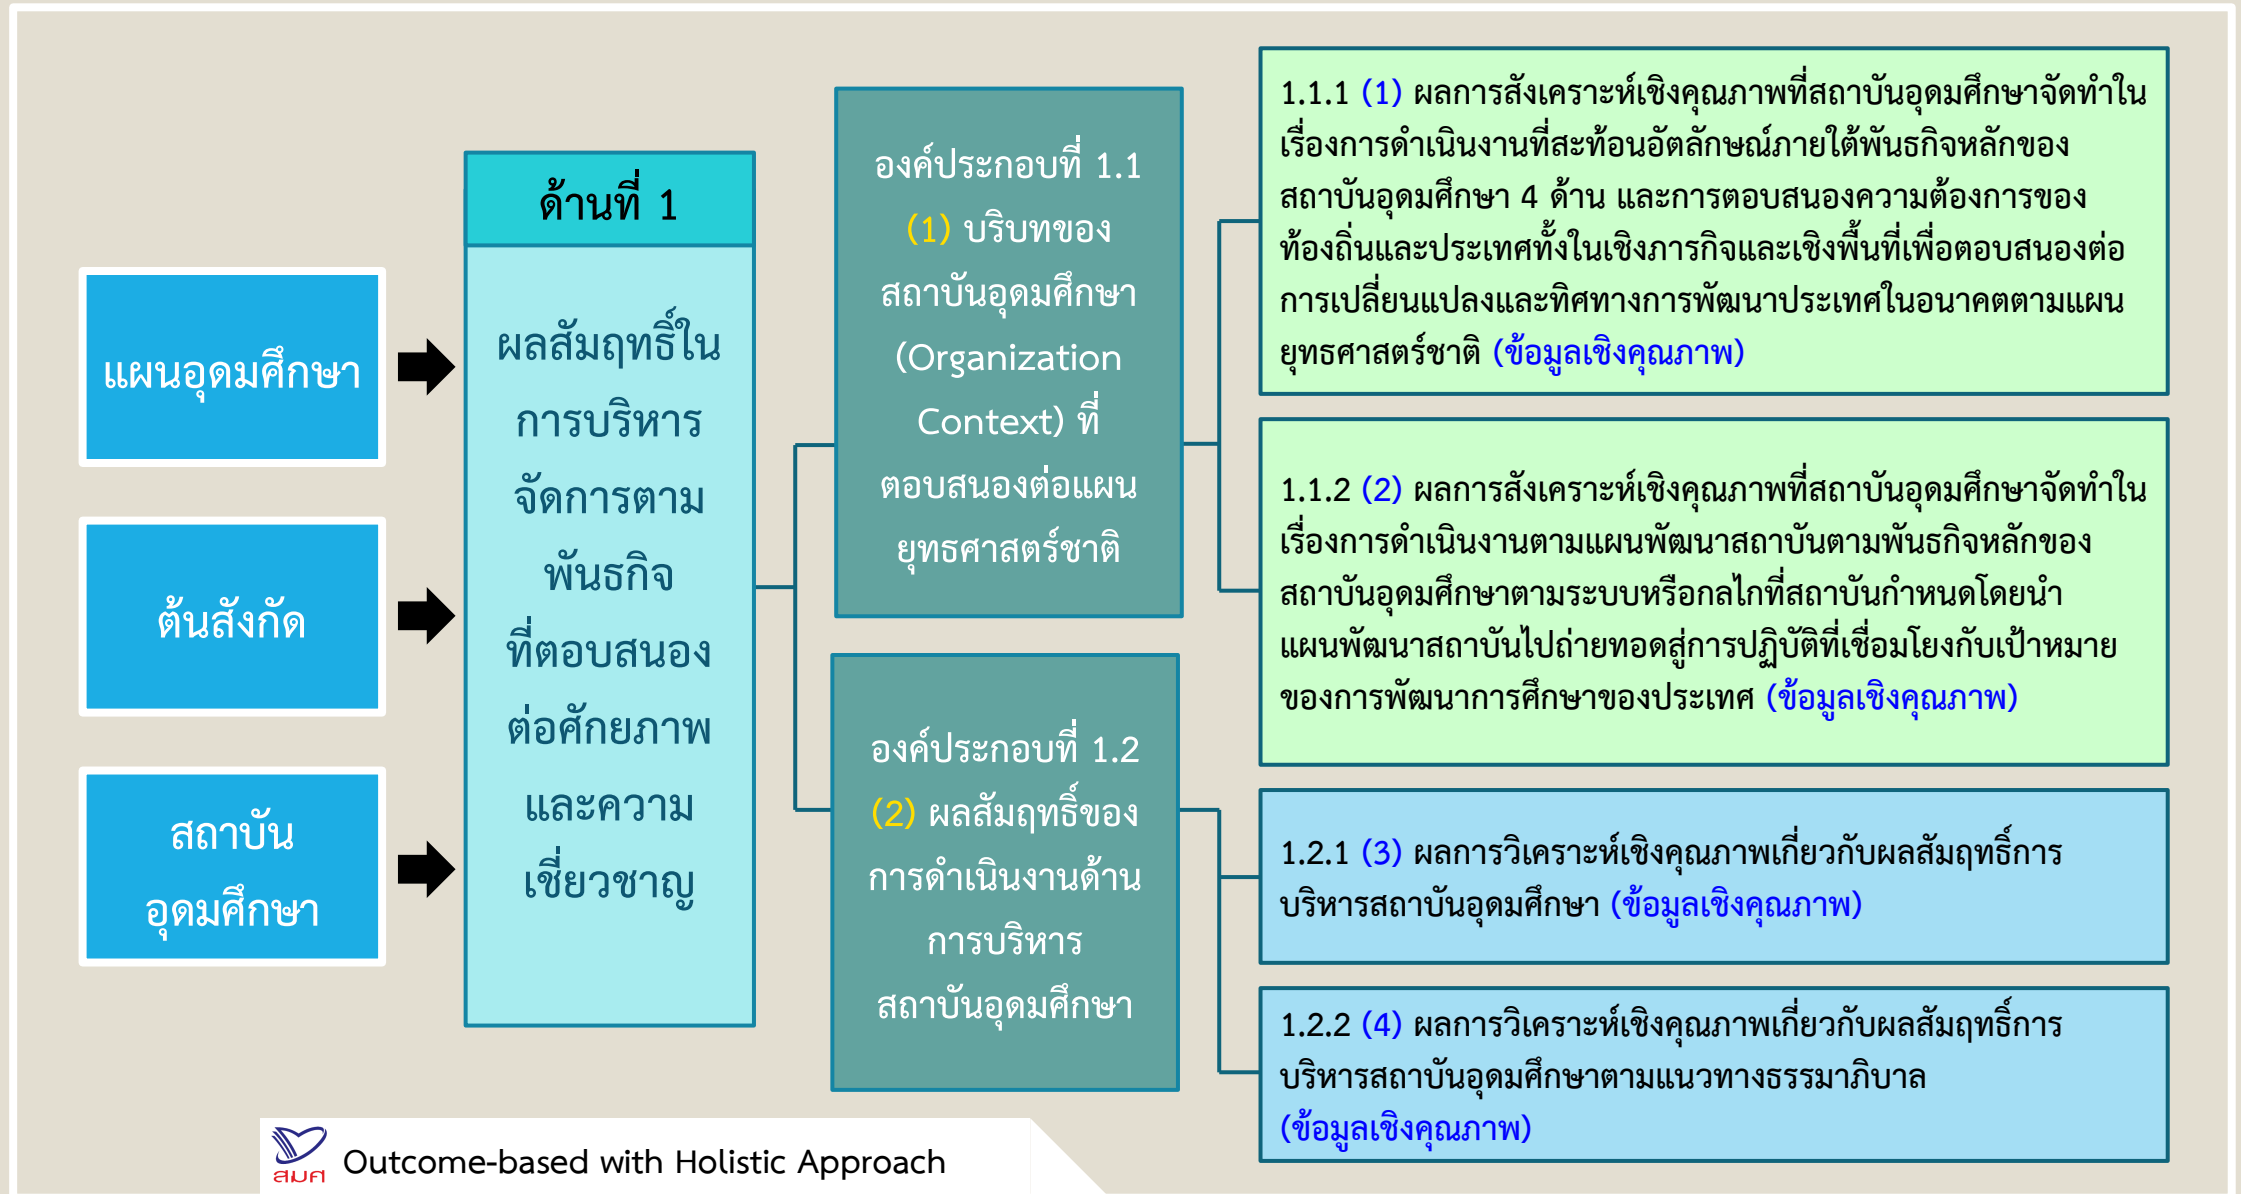 แผนอุดมศึกษา
ต้นสังกัด
สถาบัน
อุดมศึกษา
ด้านที่ 1
ผลสัมฤทธิ์ใน
การบริหาร
จัดการตาม
พันธกิจ
ที่ตอบสนอง
ต่อศักยภาพ
และความ
เชี่ยวชาญ
องค์ประกอบที่ 1.1
(1) บริบทของ
สถาบันอุดมศึกษา
(Organization
Context) ที่
ตอบสนองต่อแผน
ยุทธศาสตร์ชาติ
องค์ประกอบที่ 1.2
(2) ผลสัมฤทธิ์ของ
การดำเนินงานด้าน
การบริหาร
สถาบันอุดมศึกษา
1.1.1 (1) ผลการสังเคราะห์เชิงคุณภาพที่สถาบันอุดมศึกษาจัดทำใน
เรื่องการดำเนินงานที่สะท้อนอัตลักษณ์ภายใต้พันธกิจหลักของ
สถาบันอุดมศึกษา 4 ด้าน และการตอบสนองความต้องการของ
ท้องถิ่นและประเทศทั้งในเชิงภารกิจและเชิงพื้นที่เพื่อตอบสนองต่อ
การเปลี่ยนแปลงและทิศทางการพัฒนาประเทศในอนาคตตามแผน
ยุทธศาสตร์ชาติ (ข้อมูลเชิงคุณภาพ)
1.1.2 (2) ผลการสังเคราะห์เชิงคุณภาพที่สถาบันอุดมศึกษาจัดทำใน
เรื่องการดำเนินงานตามแผนพัฒนาสถาบันตามพันธกิจหลักของ
สถาบันอุดมศึกษาตามระบบหรือกลไกที่สถาบันกำหนดโดยนำ
แผนพัฒนาสถาบันไปถ่ายทอดสู่การปฏิบัติที่เชื่อมโยงกับเป้าหมาย
ของการพัฒนาการศึกษาของประเทศ (ข้อมูลเชิงคุณภาพ)
1.2.1 (3) ผลการวิเคราะห์เชิงคุณภาพเกี่ยวกับผลสัมฤทธิ์การ
บริหารสถาบันอุดมศึกษา (ข้อมูลเชิงคุณภาพ)
1.2.2 (4) ผลการวิเคราะห์เชิงคุณภาพเกี่ยวกับผลสัมฤทธิ์การ
บริหารสถาบันอุดมศึกษาตามแนวทางธรรมาภิบาล
(ข้อมูลเชิงคุณภาพ)
สมศ
Outcome-based with Holistic Approach